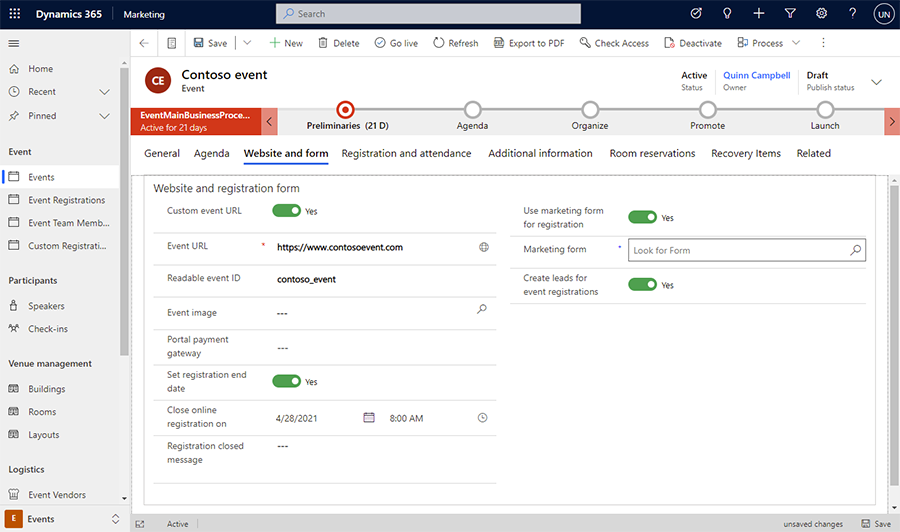 Dynamics 365 Marketing Search UN
Save New Delete Go live Refresh Export to PDF Check Access Deactivate Process
Home
Recent
Pinned
Event
Events
Event Registrations
Event Team Memb...
Custom Registrati...
Participants
Speakers
Check-ins
Venue management
Buildings
Rooms
Layouts
Logistics
Event Vendors
E Events
CE
Contoso event
Event
Active
Status
Quinn Campbell
Owner
Draft
Publish status
EventMainBusinessProce...
Active for 21 days
Preliminaries (21 D) Agenda Organize Promote Launch
General Agenda Website and form Registration and attendance Additional information Room reservations Recovery Items Related
Website and registration form
Custom event URL Yes
Event URL * https://www.contosoevent.com
Readable event ID contoso_event
Event image ---
Portal payment
gateway ---
Set registration end
date Yes
Close online
registration on 4/28/2021 8:00 AM
Registration closed
message ---
Use marketing form
for registration Yes
Marketing form * Look for Form
Create leads for
event registrations Yes
Active unsaved changes Save